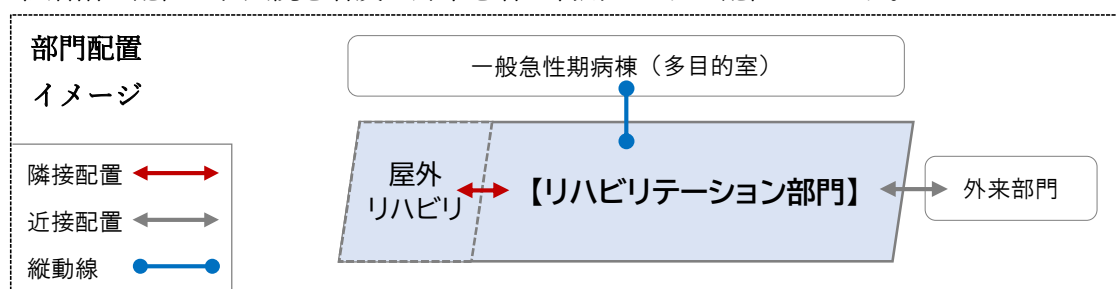 部門配置
イメージ
一般急性期病棟（多目的室）
隣接配置
近接配置
縦動線
屋外
リハビリ
【リハビリテーション部門】
外来部門